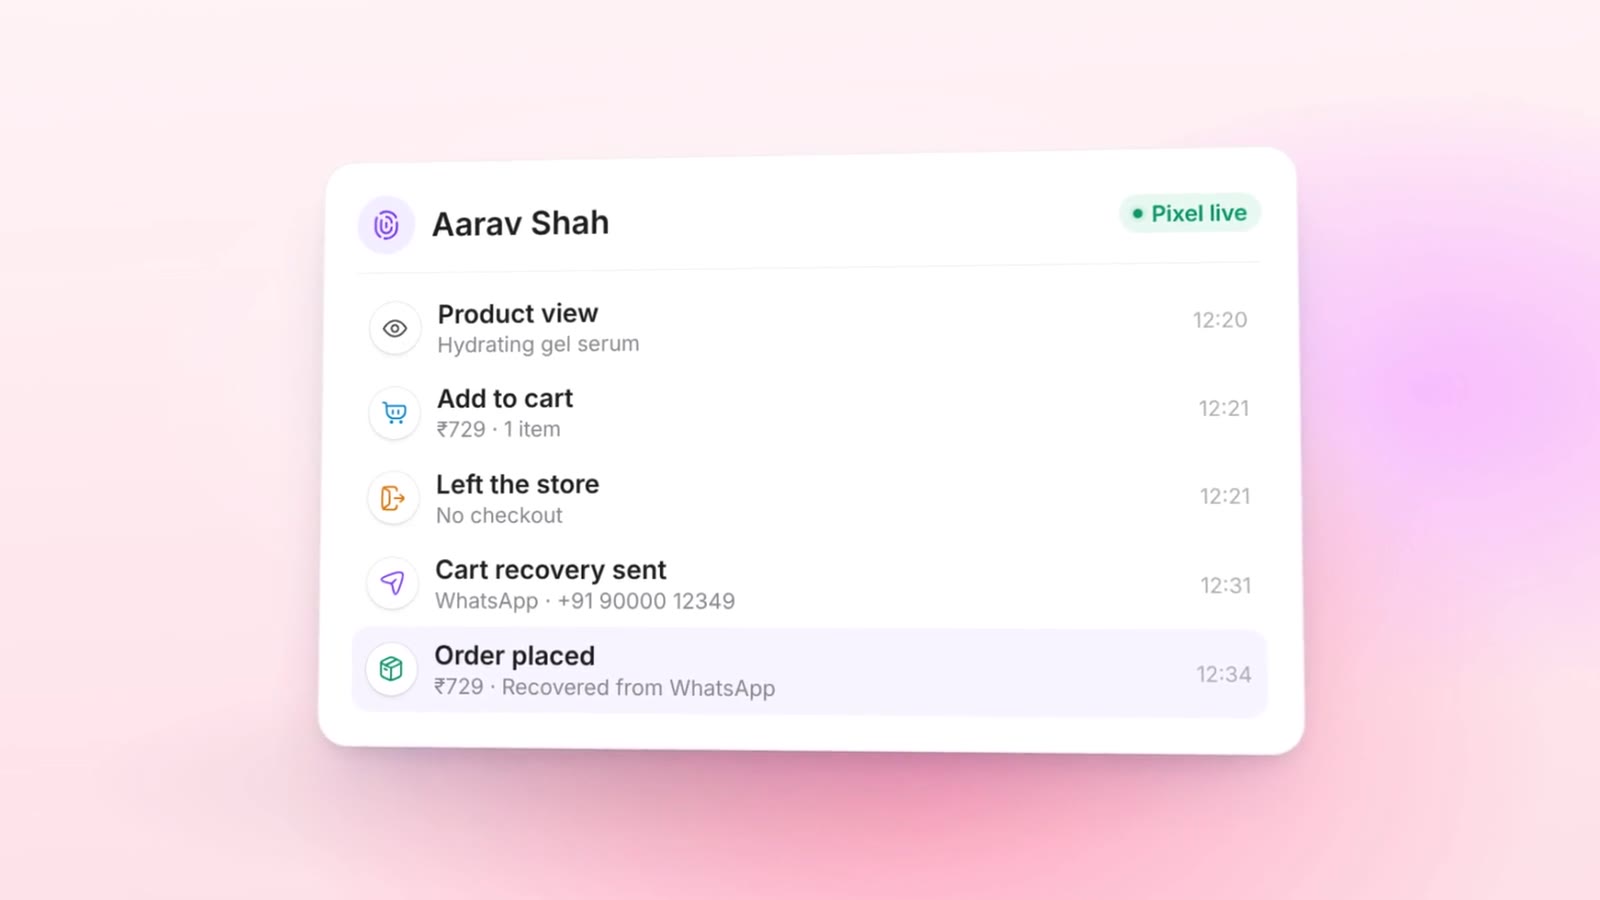 Aarav Shah
Pixel live
Product view
Hydrating gel serum
12:20
Add to cart
₹729 · 1 item
12:21
Left the store
No checkout
12:21
Cart recovery sent
WhatsApp · +91 90000 12349
12:31
Order placed
₹729 · Recovered from WhatsApp
12:34